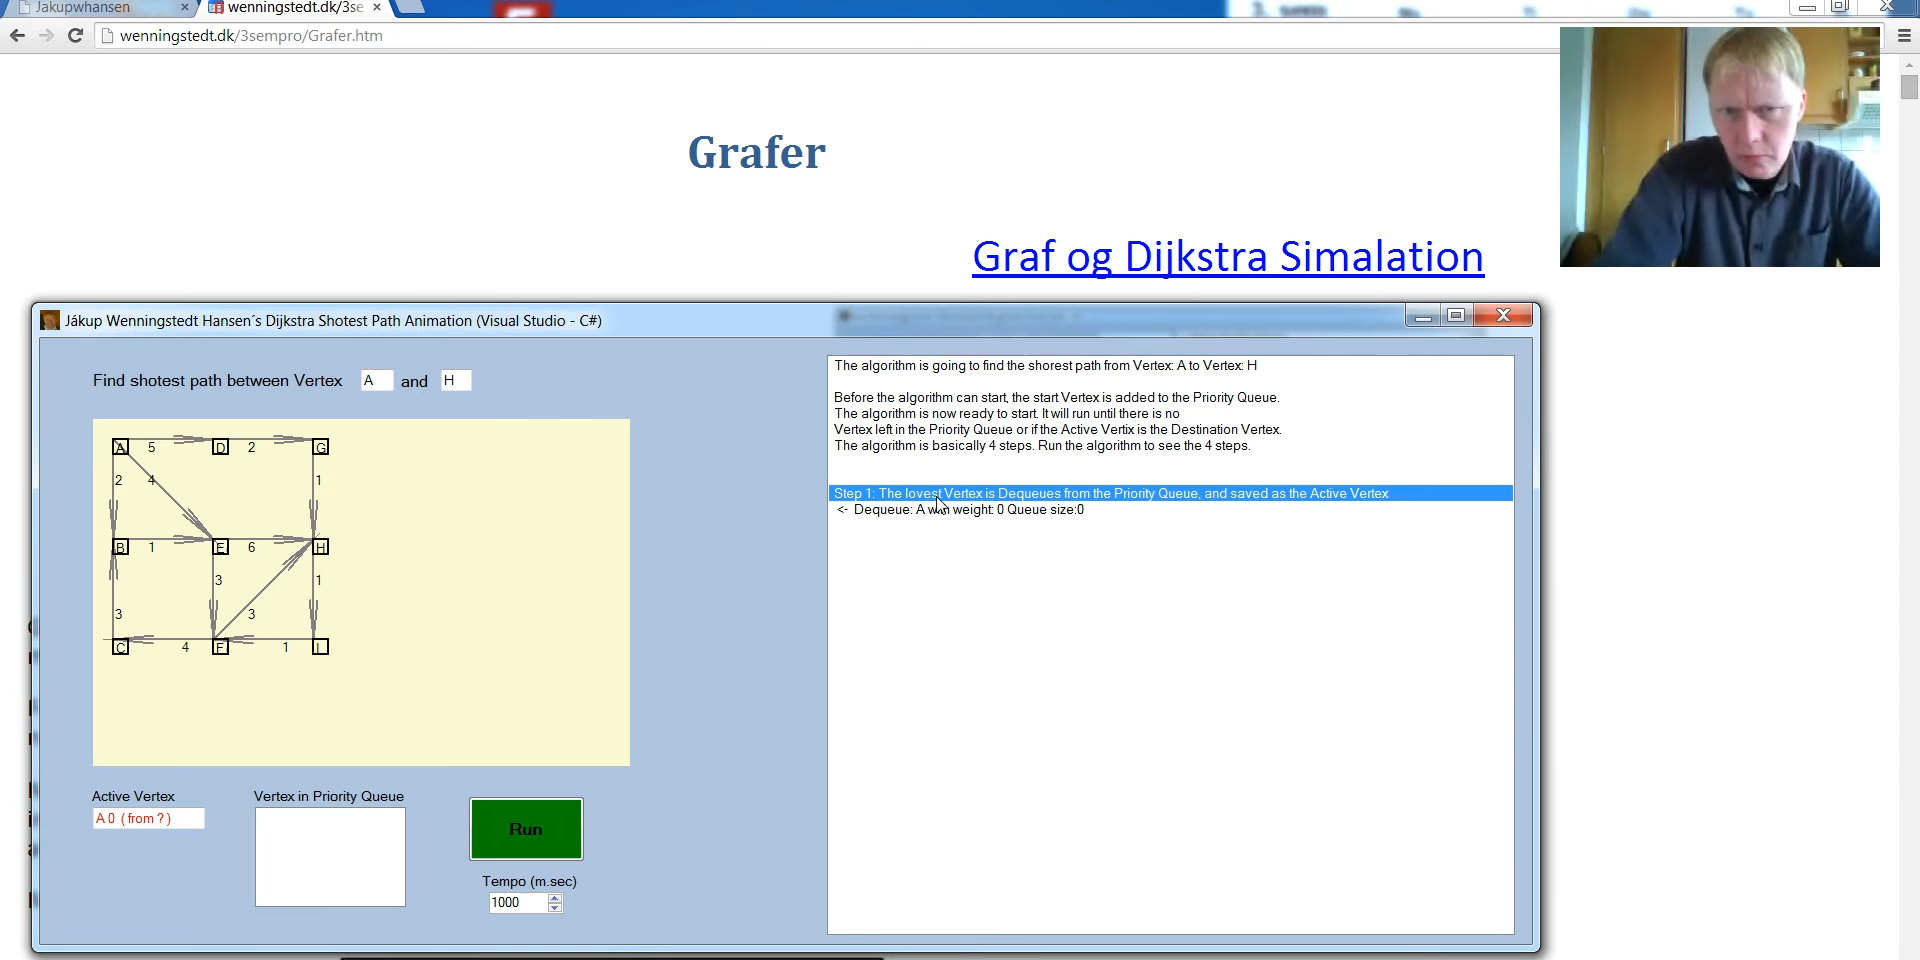 Jakupwhansen
wenningstedt.dk/3se
wenningstedt.dk/3sempro/Grafer.htm
Grafer
Graf og Dijkstra Simalation
Jákup Wenningstedt Hansen´s Dijkstra Shotest Path Animation (Visual Studio - C#)
Find shotest path between Vertex A and H
A 5 D 2 G
2 4 1
B 1 E 6 H
3 1
3 3
C 4 F 1 I
Active Vertex
A 0 ( from ? )
Vertex in Priority Queue
Run
Tempo (m.sec)
1000
The algorithm is going to find the shorest path from Vertex: A to Vertex: H
Before the algorithm can start, the start Vertex is added to the Priority Queue.
The algorithm is now ready to start. It will run until there is no
Vertex left in the Priority Queue or if the Active Vertix is the Destination Vertex.
The algorithm is basically 4 steps. Run the algorithm to see the 4 steps.
Step 1: The lovest Vertex is Dequeues from the Priority Queue, and saved as the Active Vertex
<- Dequeue: A with weight: 0 Queue size:0